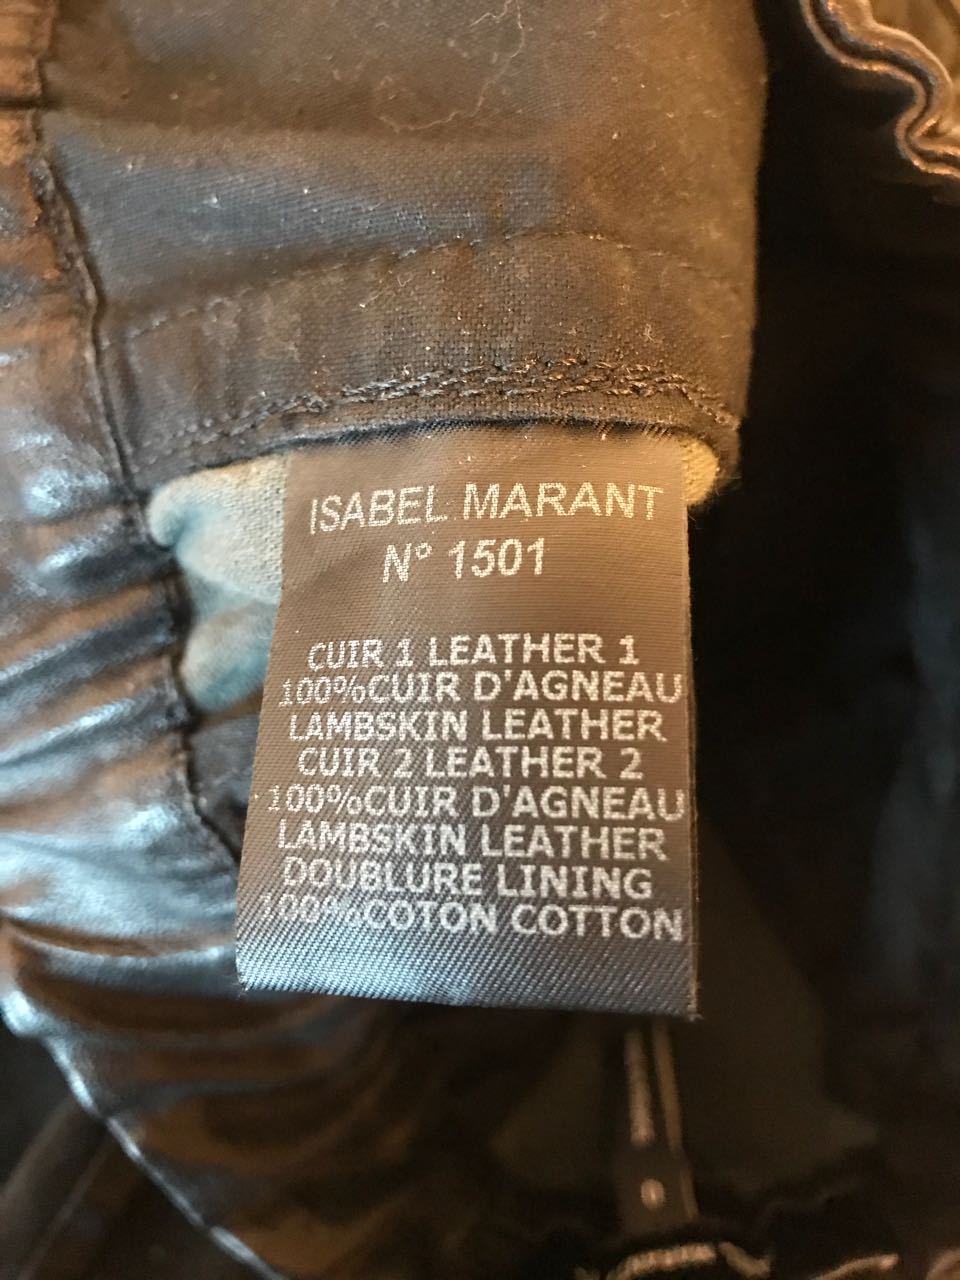 ISABEL MARANT
N° 1501
CUIR 1 LEATHER 1
100%CUIR D'AGNEAU
LAMBSKIN LEATHER
CUIR 2 LEATHER 2
100%CUIR D'AGNEAU
LAMBSKIN LEATHER
DOUBLURE LINING
100%COTON COTTON
0